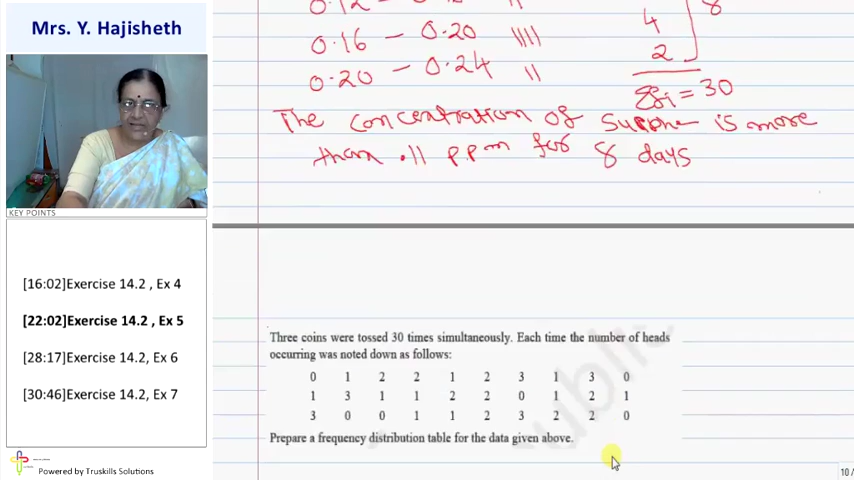 Mrs. Y. Hajisheth
KEY POINTS
[16:02]Exercise 14.2 , Ex 4
[22:02]Exercise 14.2 , Ex 5
[28:17]Exercise 14.2, Ex 6
[30:46]Exercise 14.2, Ex 7
Powered by Truskills Solutions
8
0.16 - 0.20 |||| 4
0.20 - 0.24 || 2
= 30
The concentration of is more
than .11 p.p.m for 8 days
Three coins were tossed 30 times simultaneously. Each time the number of heads
occurring was noted down as follows:
0 1 2 2 1 2 3 1 3 0
1 3 1 1 2 2 0 1 2 1
3 0 0 1 1 2 3 2 2 0
Prepare a frequency distribution table for the data given above.
10/